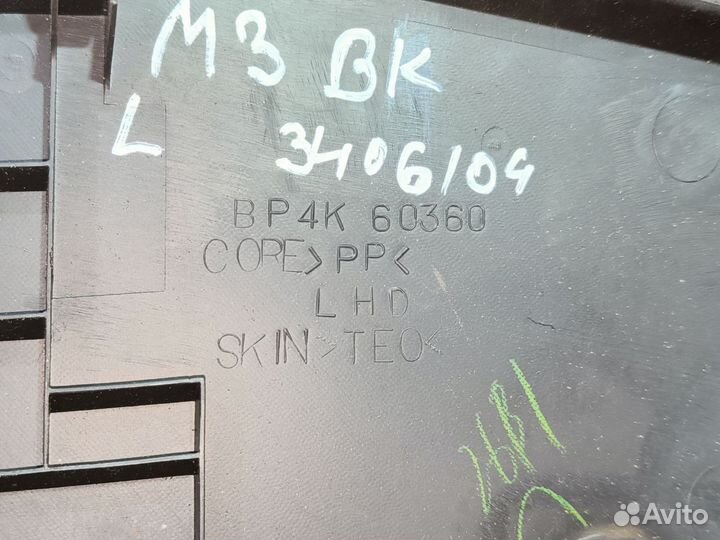 M3 BK
L 3406104
BP4K 60360
CORE>PP<
LHD
SKIN>TEO<
Avito